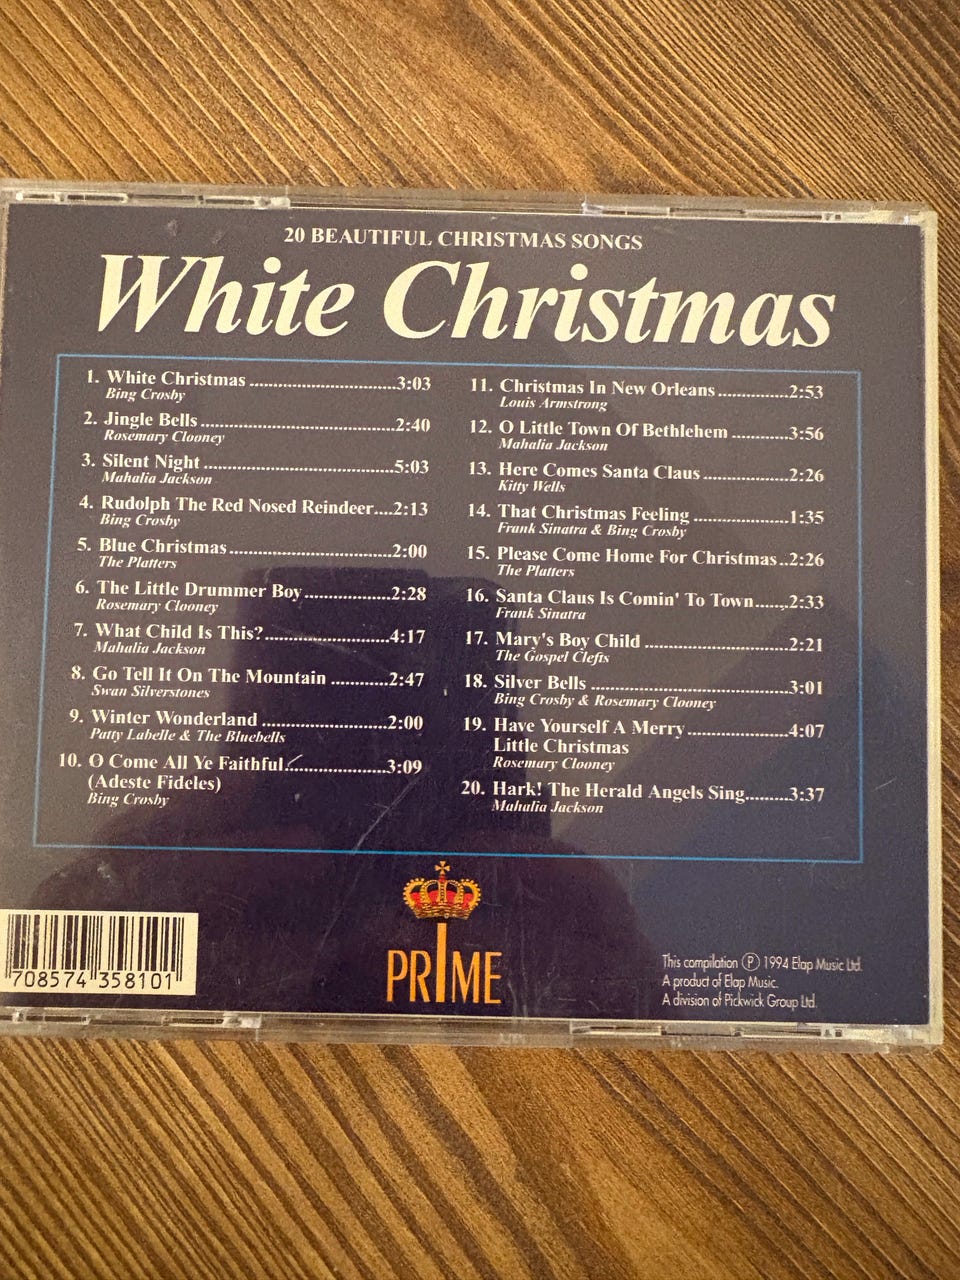 20 BEAUTIFUL CHRISTMAS SONGS
White Christmas
1. White Christmas ..............................3:03
Bing Crosby
2. Jingle Bells ........................................2:40
Rosemary Clooney
3. Silent Night ........................................5:03
Mahalia Jackson
4. Rudolph The Red Nosed Reindeer....2:13
Bing Crosby
5. Blue Christmas ..................................2:00
The Platters
6. The Little Drummer Boy ..................2:28
Rosemary Clooney
7. What Child Is This?..........................4:17
Mahalia Jackson
8. Go Tell It On The Mountain ............2:47
Swan Silverstones
9. Winter Wonderland ..........................2:00
Patty Labelle & The Bluebells
10. O Come All Ye Faithful.....................3:09
(Adeste Fideles)
Bing Crosby
11. Christmas In New Orleans ...............2:53
Louis Armstrong
12. O Little Town Of Bethlehem ............3:56
Mahalia Jackson
13. Here Comes Santa Claus ..................2:26
Kitty Wells
14. That Christmas Feeling ....................1:35
Frank Sinatra & Bing Crosby
15. Please Come Home For Christmas..2:26
The Platters
16. Santa Claus Is Comin' To Town.......2:33
Frank Sinatra
17. Mary's Boy Child ..............................2:21
The Gospel Clefts
18. Silver Bells .........................................3:01
Bing Crosby & Rosemary Clooney
19. Have Yourself A Merry .....................4:07
Little Christmas
Rosemary Clooney
20. Hark! The Herald Angels Sing.........3:37
Mahalia Jackson
PRIME
708574 358101
This compilation Ⓟ 1994 Elap Music Ltd.
A product of Elap Music.
A division of Pickwick Group Ltd.